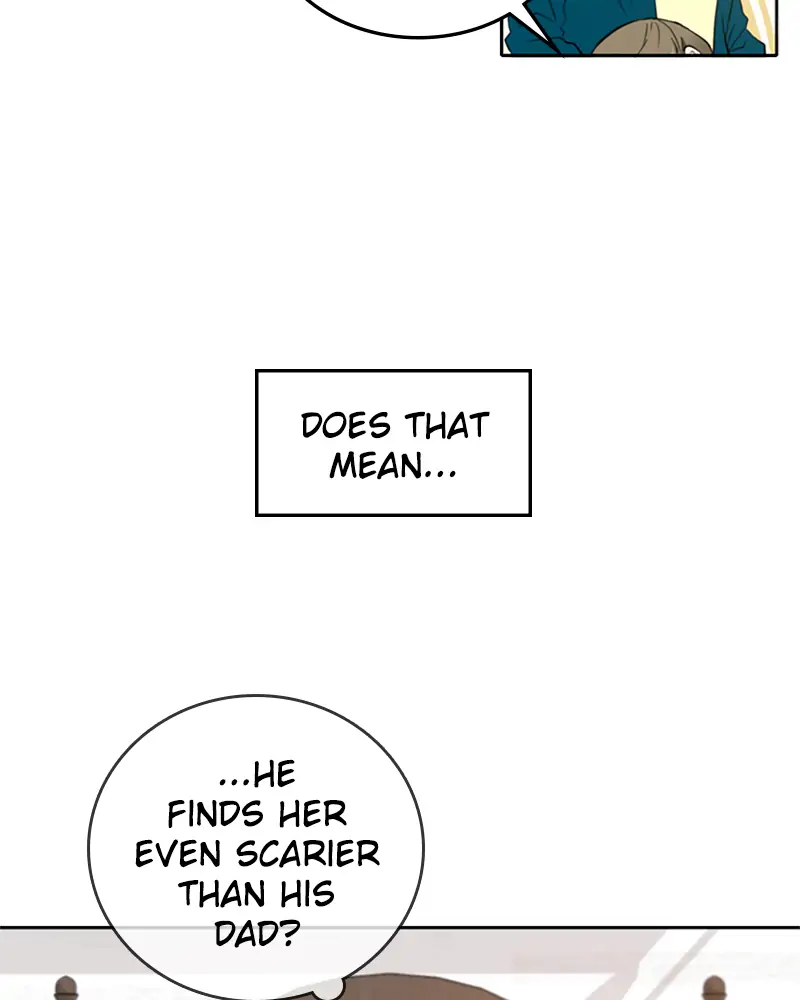 DOES THAT
MEAN...
...HE
FINDS HER
EVEN SCARIER
THAN HIS
DAD?